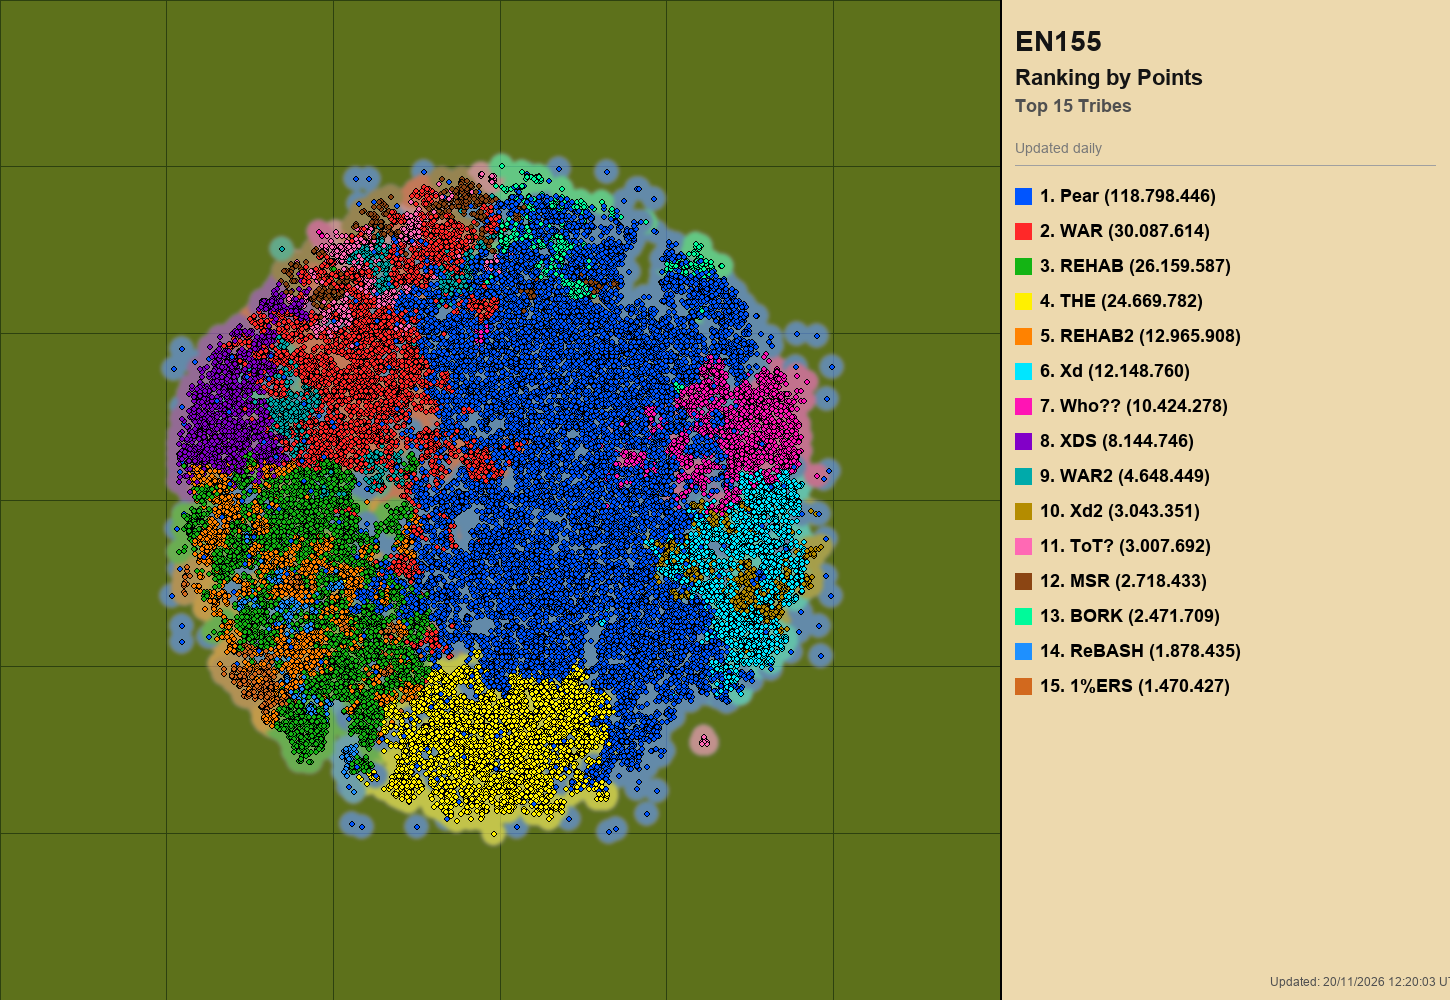 EN155
Ranking by Points
Top 15 Tribes
Updated daily
1. Pear (118.798.446)
2. WAR (30.087.614)
3. REHAB (26.159.587)
4. THE (24.669.782)
5. REHAB2 (12.965.908)
6. Xd (12.148.760)
7. Who?? (10.424.278)
8. XDS (8.144.746)
9. WAR2 (4.648.449)
10. Xd2 (3.043.351)
11. ToT? (3.007.692)
12. MSR (2.718.433)
13. BORK (2.471.709)
14. ReBASH (1.878.435)
15. 1%ERS (1.470.427)
Updated: 20/11/2026 12:20:03